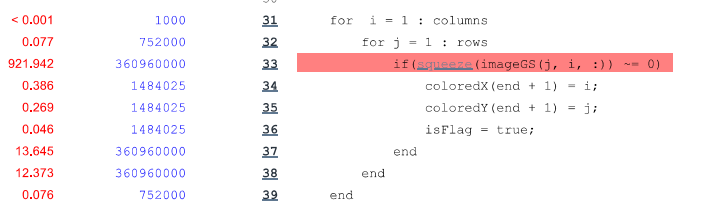 < 0.001 1000 31 for i = 1 : columns
0.077 752000 32 for j = 1 : rows
921.942 360960000 33 if(squeeze(imageGS(j, i, :)) ~= 0)
0.386 1484025 34 coloredX(end + 1) = i;
0.269 1484025 35 coloredY(end + 1) = j;
0.046 1484025 36 isFlag = true;
13.645 360960000 37 end
12.373 360960000 38 end
0.076 752000 39 end